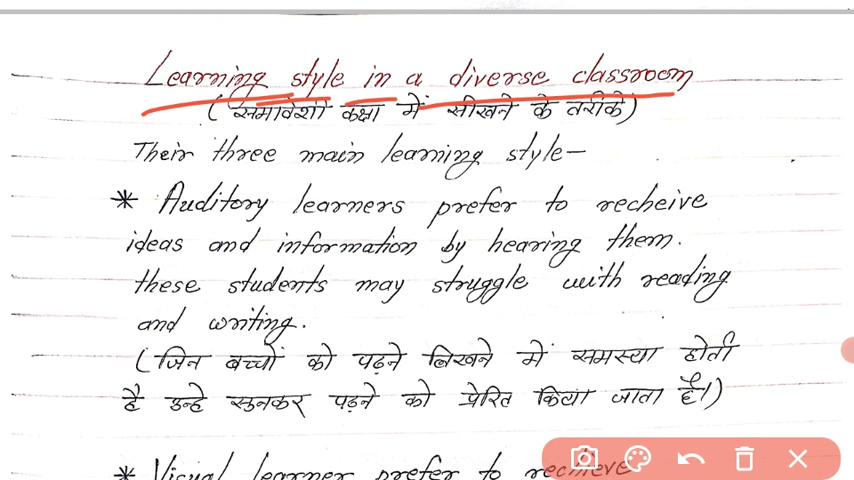 Learning style in a diverse classroom
(समावेशी कक्षा में सीखने के तरीके)
Their three main learning style-
* Auditory learners prefer to recheive
ideas and information by hearing them.
these students may struggle with reading
and writing.
(जिन बच्चों को पढ़ने लिखने में समस्या होती
है उन्हे सुनकर पढ़ने को प्रेरित किया जाता है।)
* Visual learner prefer to recheive